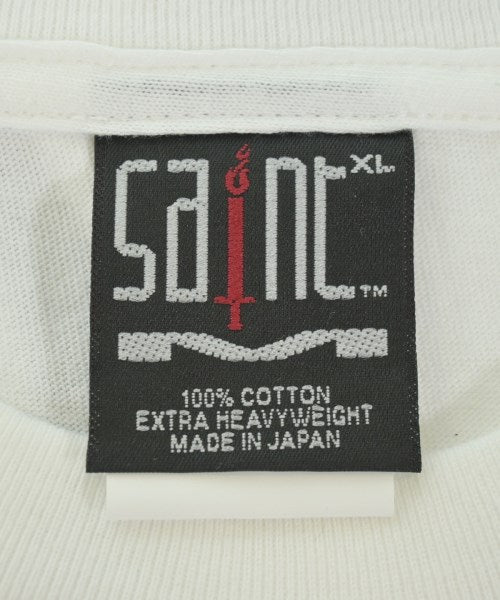 saint XL
TM
100% COTTON
EXTRA HEAVYWEIGHT
MADE IN JAPAN